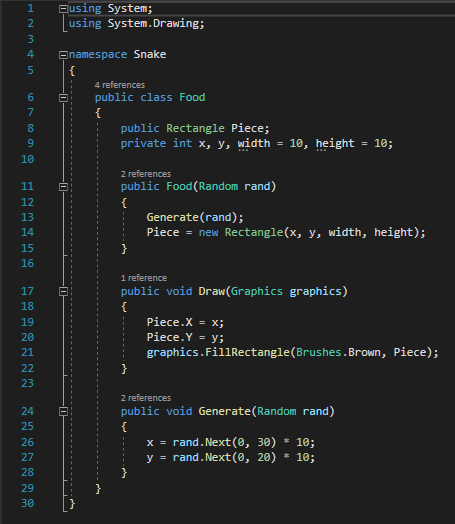 1 using System;
2 using System.Drawing;
3
4 namespace Snake
5 {
4 references
6 public class Food
7 {
8 public Rectangle Piece;
9 private int x, y, width = 10, height = 10;
10
2 references
11 public Food(Random rand)
12 {
13 Generate(rand);
14 Piece = new Rectangle(x, y, width, height);
15 }
16
1 reference
17 public void Draw(Graphics graphics)
18 {
19 Piece.X = x;
20 Piece.Y = y;
21 graphics.FillRectangle(Brushes.Brown, Piece);
22 }
23
2 references
24 public void Generate(Random rand)
25 {
26 x = rand.Next(0, 30) * 10;
27 y = rand.Next(0, 20) * 10;
28 }
29 }
30 }